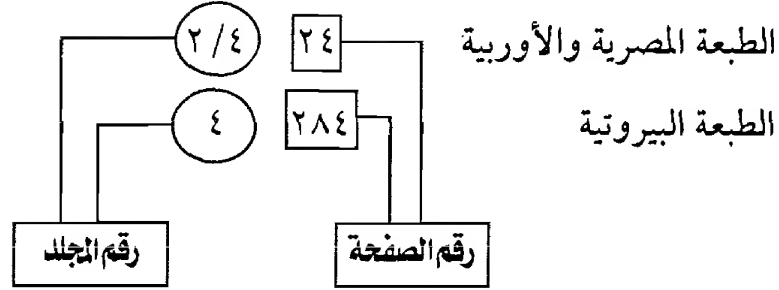 الطبعة المصرية والأوربية ٢٤ ٢/٤
الطبعة البيروتية ٢٨٤ ٤
رقم الصفحة رقم المجلد